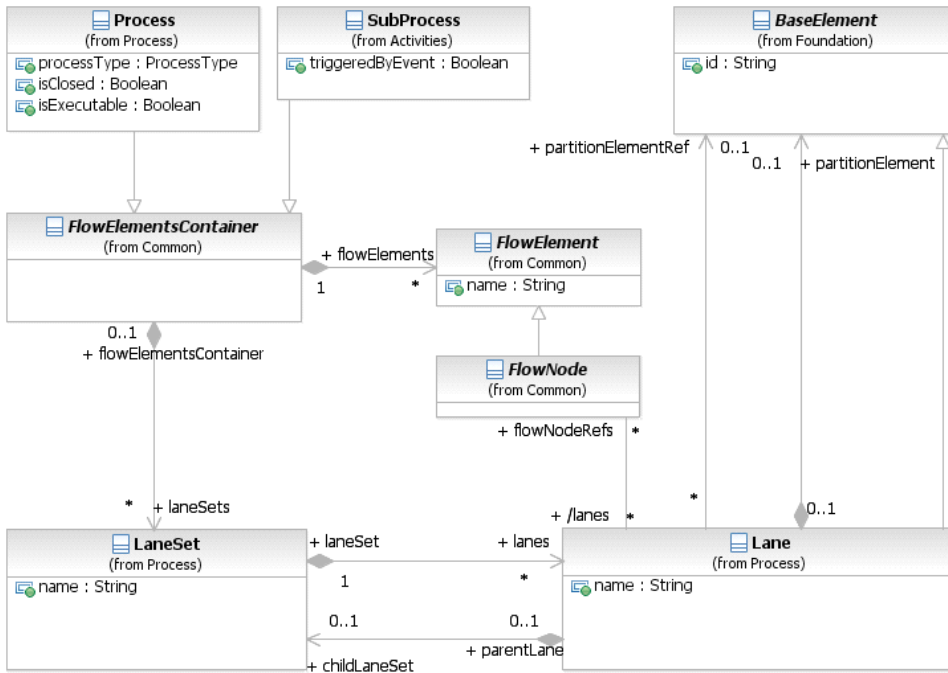 Process
(from Process)
processType : ProcessType
isClosed : Boolean
isExecutable : Boolean
SubProcess
(from Activities)
triggeredByEvent : Boolean
BaseElement
(from Foundation)
id : String
+ partitionElementRef
0..1
0..1
+ partitionElement
FlowElementsContainer
(from Common)
+ flowElements
1
*
FlowElement
(from Common)
name : String
0..1
+ flowElementsContainer
FlowNode
(from Common)
+ flowNodeRefs
*
*
+ laneSets
+ /lanes
*
*
0..1
LaneSet
(from Process)
name : String
+ laneSet
1
+ lanes
*
0..1
+ childLaneSet
0..1
+ parentLane
Lane
(from Process)
name : String